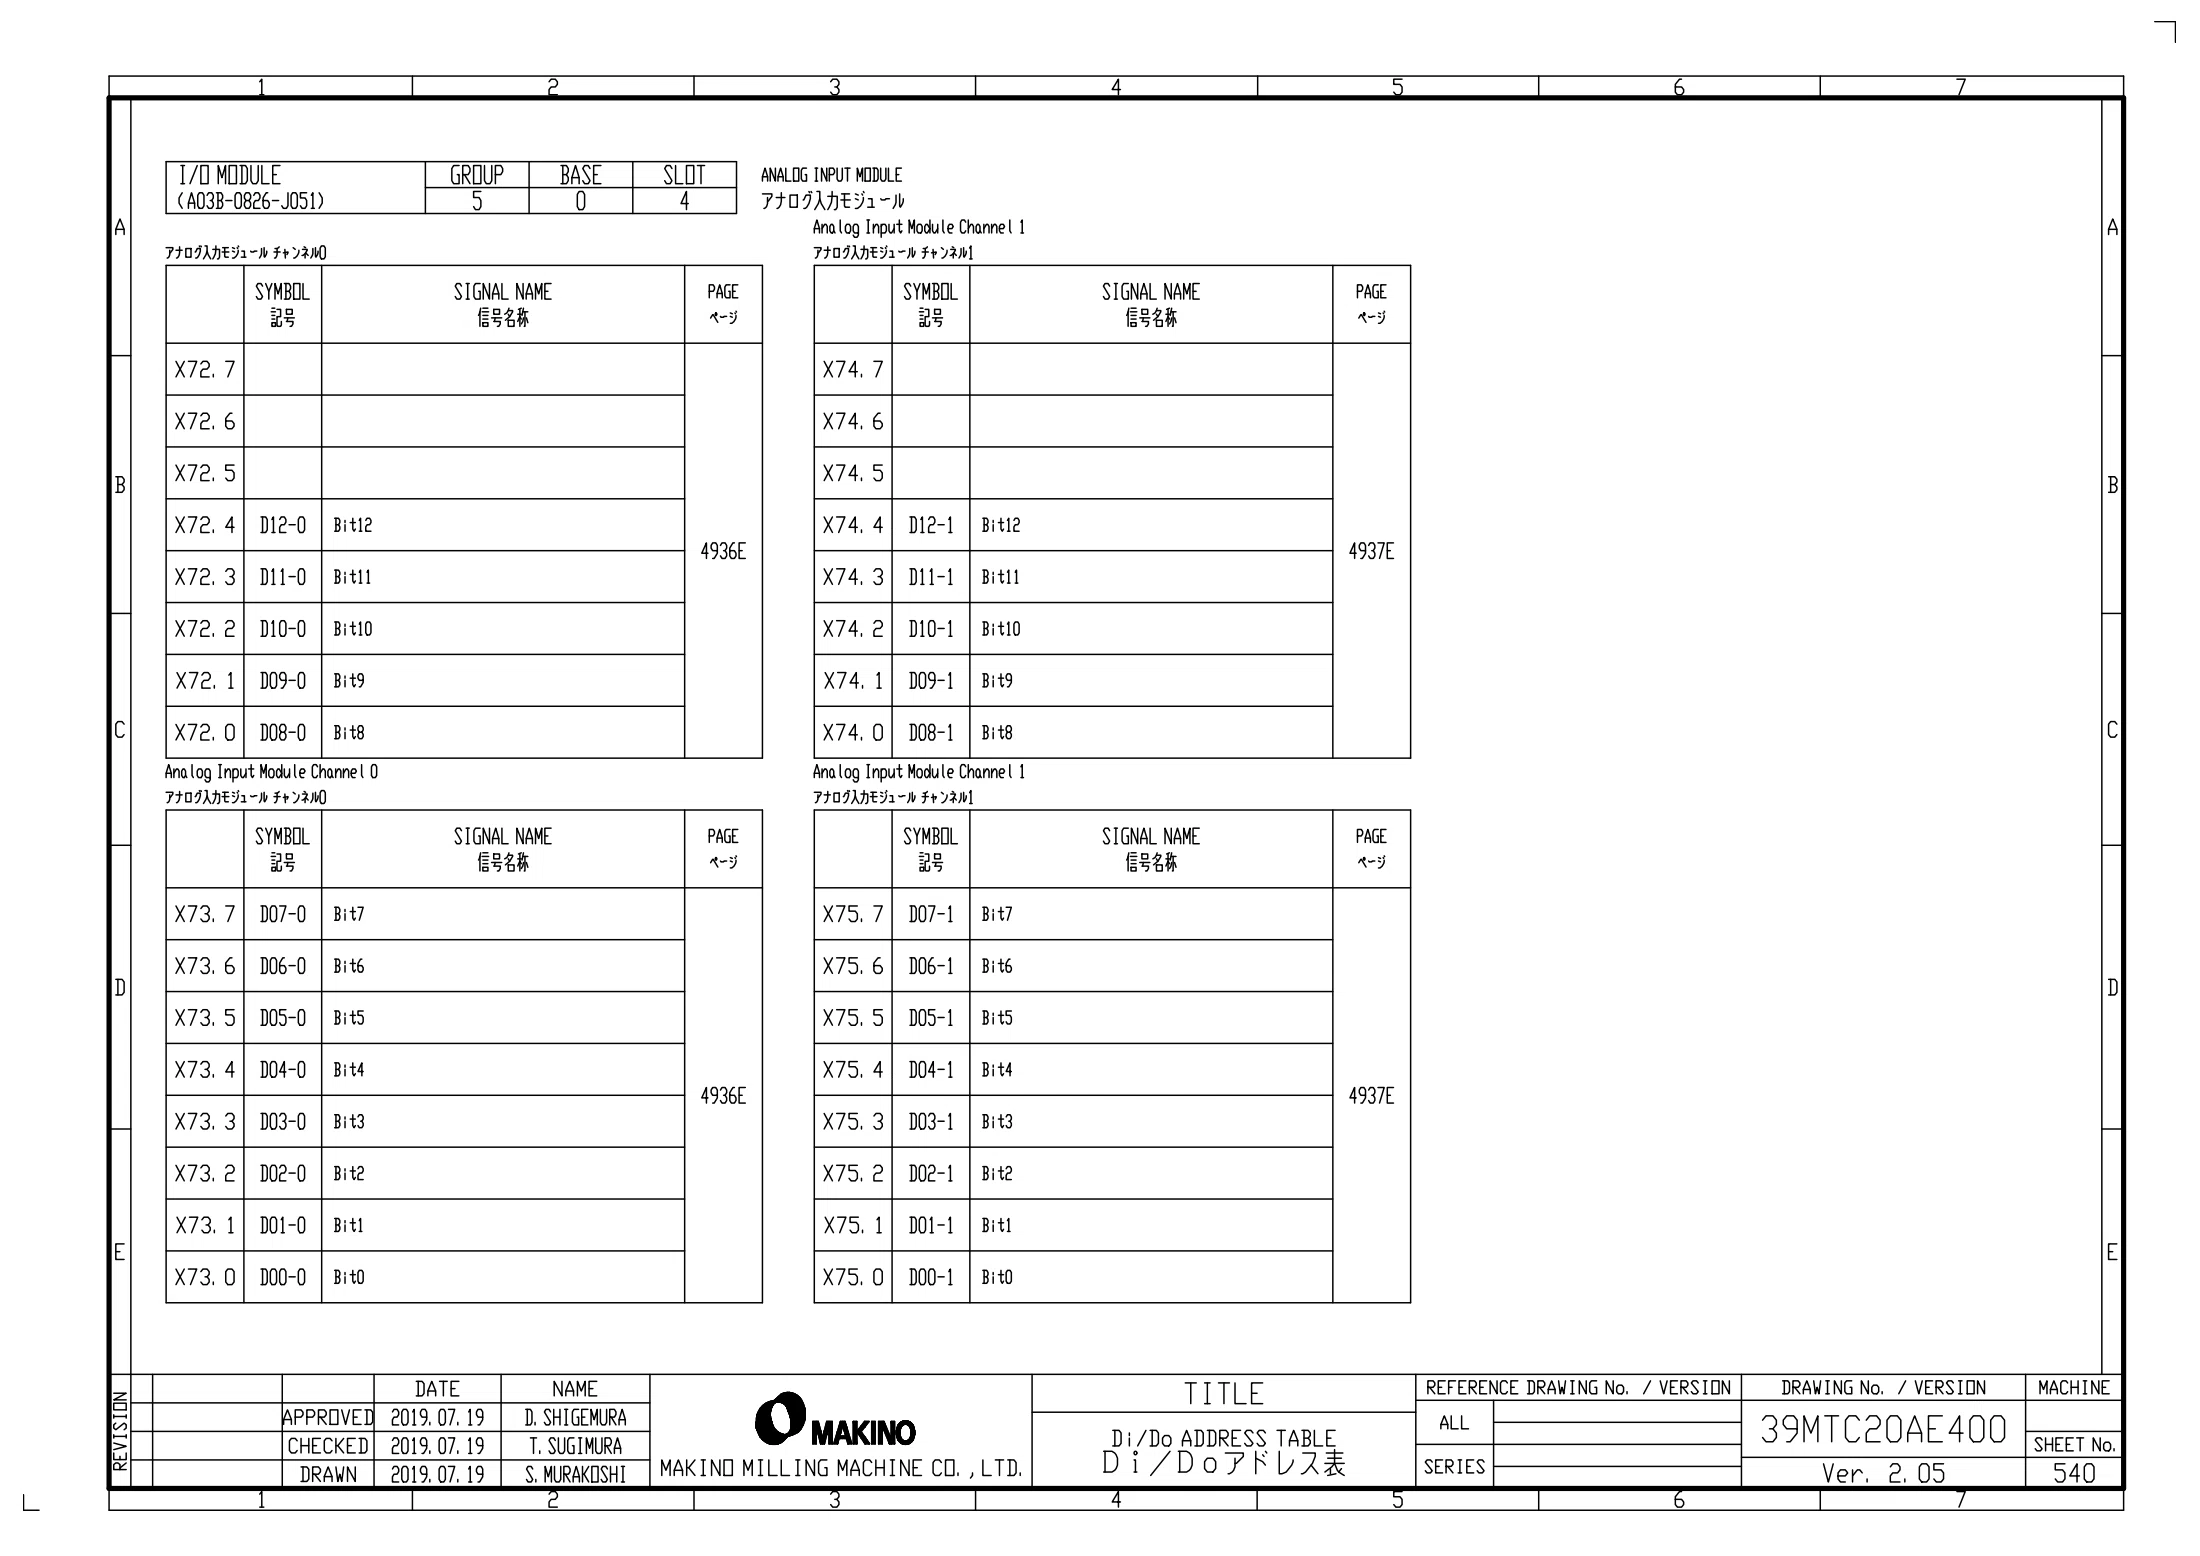 1 2 3 4 5 6 7
I/O MODULE GROUP BASE SLOT ANALOG INPUT MODULE
(A03B-0826-J051) 5 0 4 アナログ入力モジュール
A A
Analog Input Module Channel 1
アナログ入力モジュール チャンネル0 アナログ入力モジュール チャンネル1
SYMBOL SIGNAL NAME PAGE SYMBOL SIGNAL NAME PAGE
記号 信号名称 ページ 記号 信号名称 ページ
X72. 7 X74. 7
X72. 6 X74. 6
X72. 5 X74. 5
B B
X72. 4 D12-0 Bit12 X74. 4 D12-1 Bit12
4936E 4937E
X72. 3 D11-0 Bit11 X74. 3 D11-1 Bit11
X72. 2 D10-0 Bit10 X74. 2 D10-1 Bit10
X72. 1 D09-0 Bit9 X74. 1 D09-1 Bit9
X72. 0 D08-0 Bit8 X74. 0 D08-1 Bit8
C C
Analog Input Module Channel 0 Analog Input Module Channel 1
アナログ入力モジュール チャンネル0 アナログ入力モジュール チャンネル1
SYMBOL SIGNAL NAME PAGE SYMBOL SIGNAL NAME PAGE
記号 信号名称 ページ 記号 信号名称 ページ
X73. 7 D07-0 Bit7 X75. 7 D07-1 Bit7
X73. 6 D06-0 Bit6 X75. 6 D06-1 Bit6
D D
X73. 5 D05-0 Bit5 X75. 5 D05-1 Bit5
X73. 4 D04-0 Bit4 X75. 4 D04-1 Bit4
4936E 4937E
X73. 3 D03-0 Bit3 X75. 3 D03-1 Bit3
X73. 2 D02-0 Bit2 X75. 2 D02-1 Bit2
X73. 1 D01-0 Bit1 X75. 1 D01-1 Bit1
E E
X73. 0 D00-0 Bit0 X75. 0 D00-1 Bit0
REVISION
DATE NAME
APPROVED 2019. 07. 19 D. SHIGEMURA
CHECKED 2019. 07. 19 T. SUGIMURA
DRAWN 2019. 07. 19 S. MURAKOSHI
MAKINO
MAKINO MILLING MACHINE CO. , LTD.
TITLE
Di/Do ADDRESS TABLE
Di/Doアドレス表
REFERENCE DRAWING No. / VERSION
ALL
SERIES
DRAWING No. / VERSION
39MTC20AE400
Ver. 2. 05
MACHINE
SHEET No.
540
1 2 3 4 5 6 7